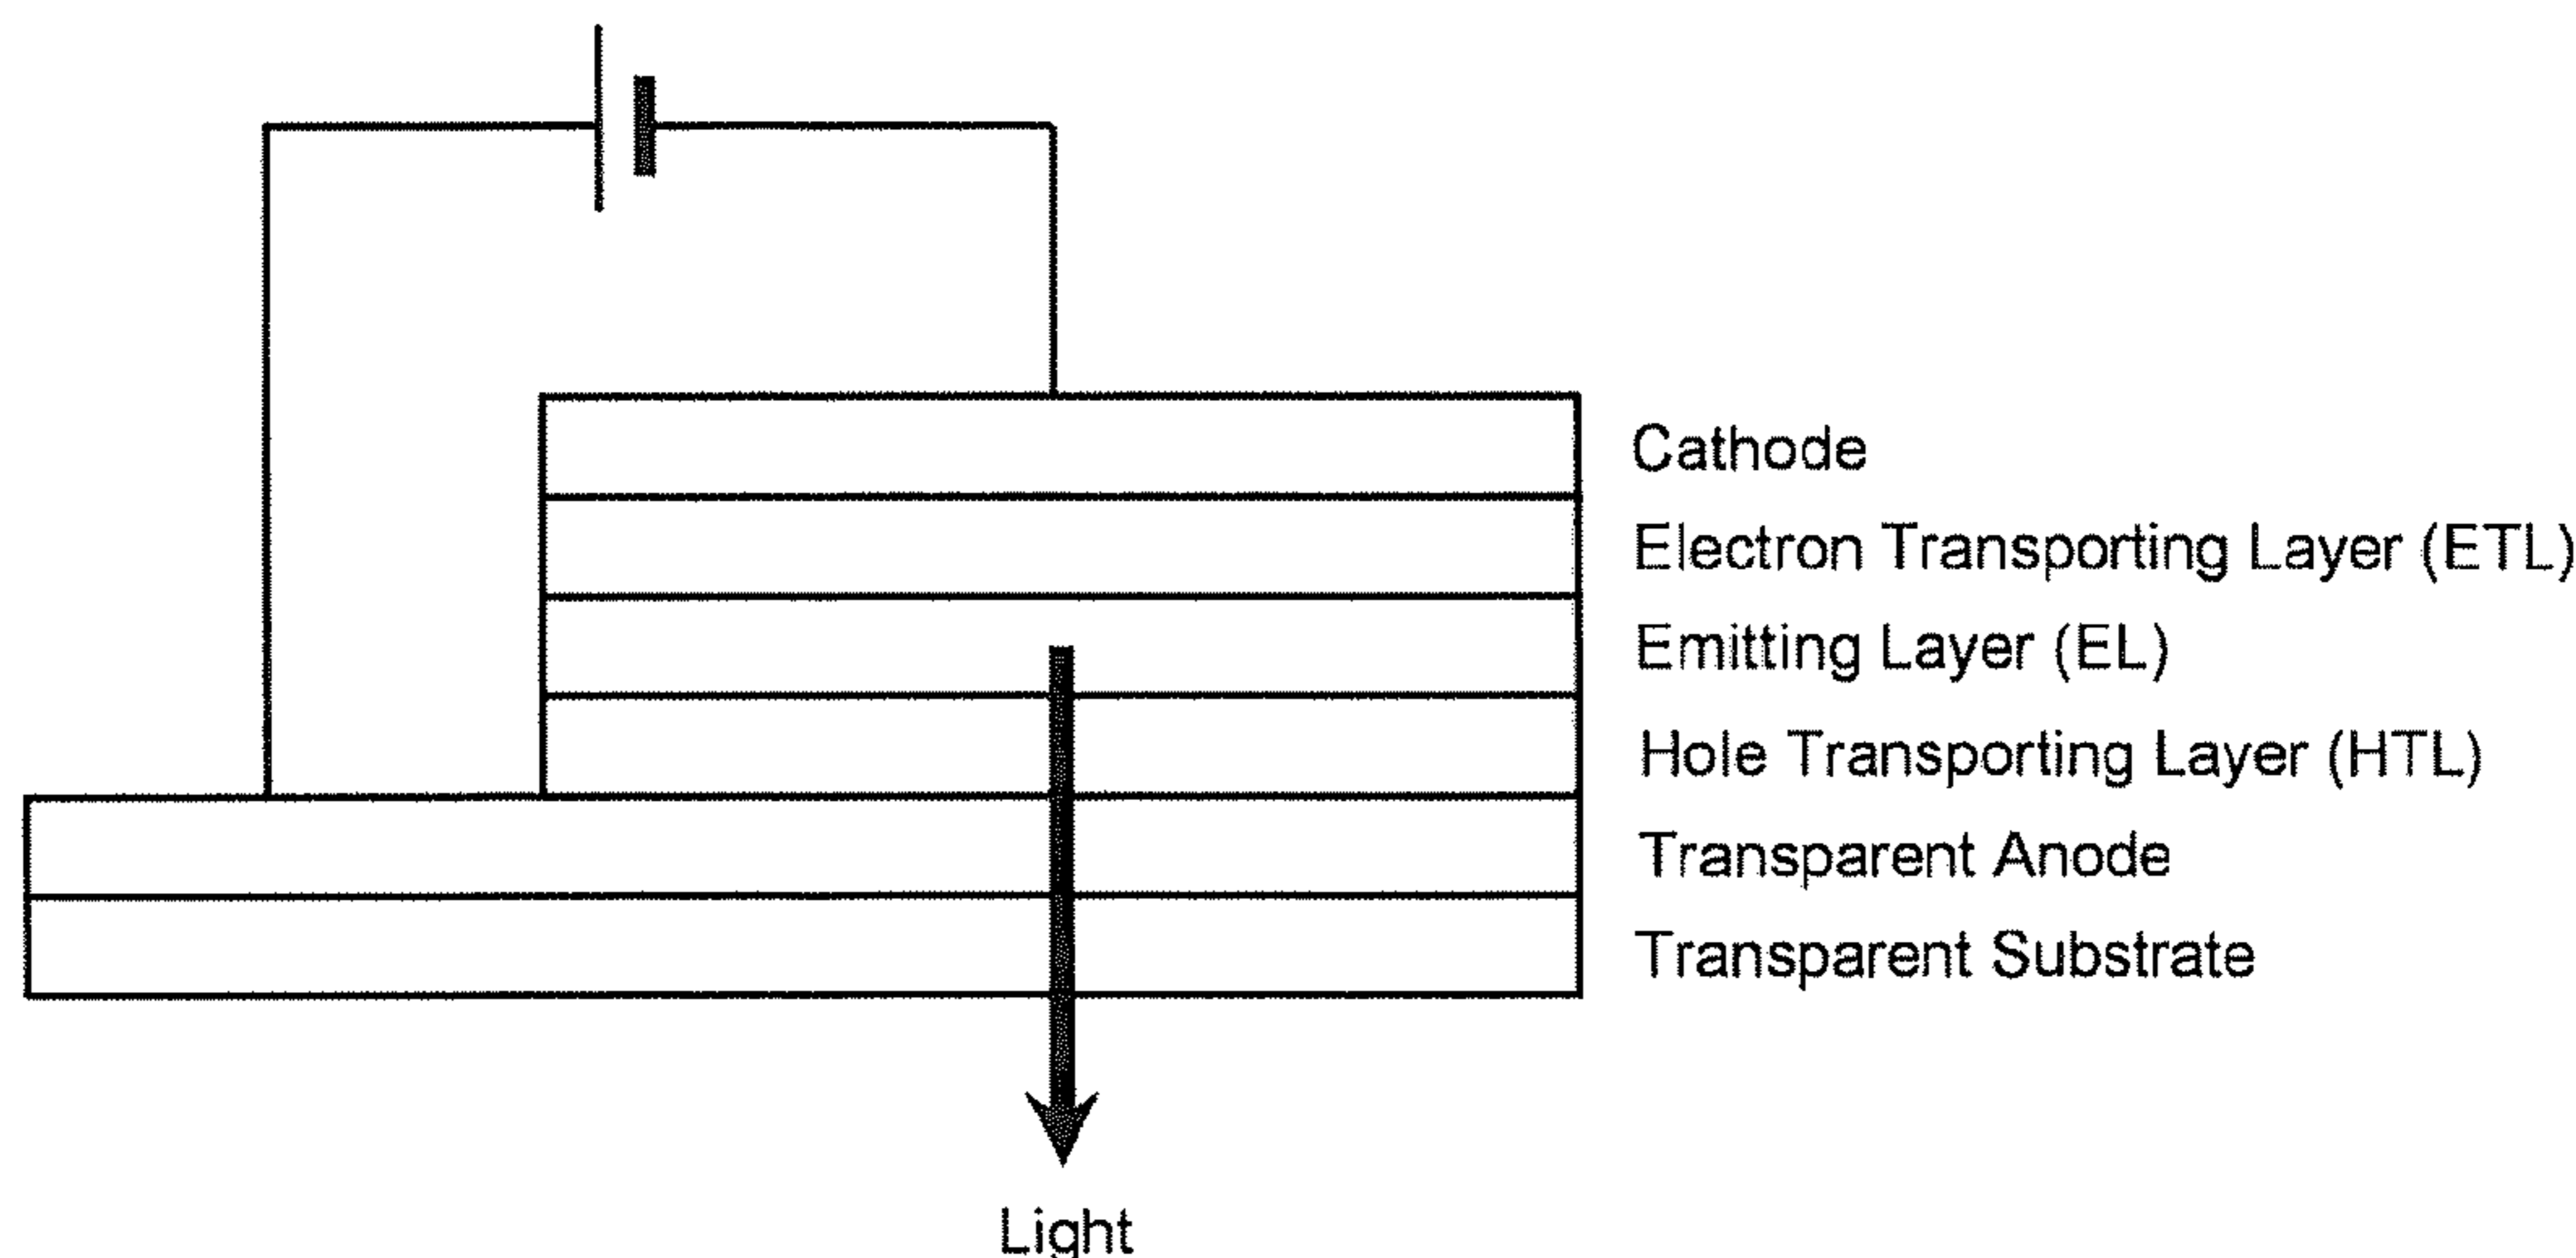 Cathode
Electron Transporting Layer (ETL)
Emitting Layer (EL)
Hole Transporting Layer (HTL)
Transparent Anode
Transparent Substrate
Light